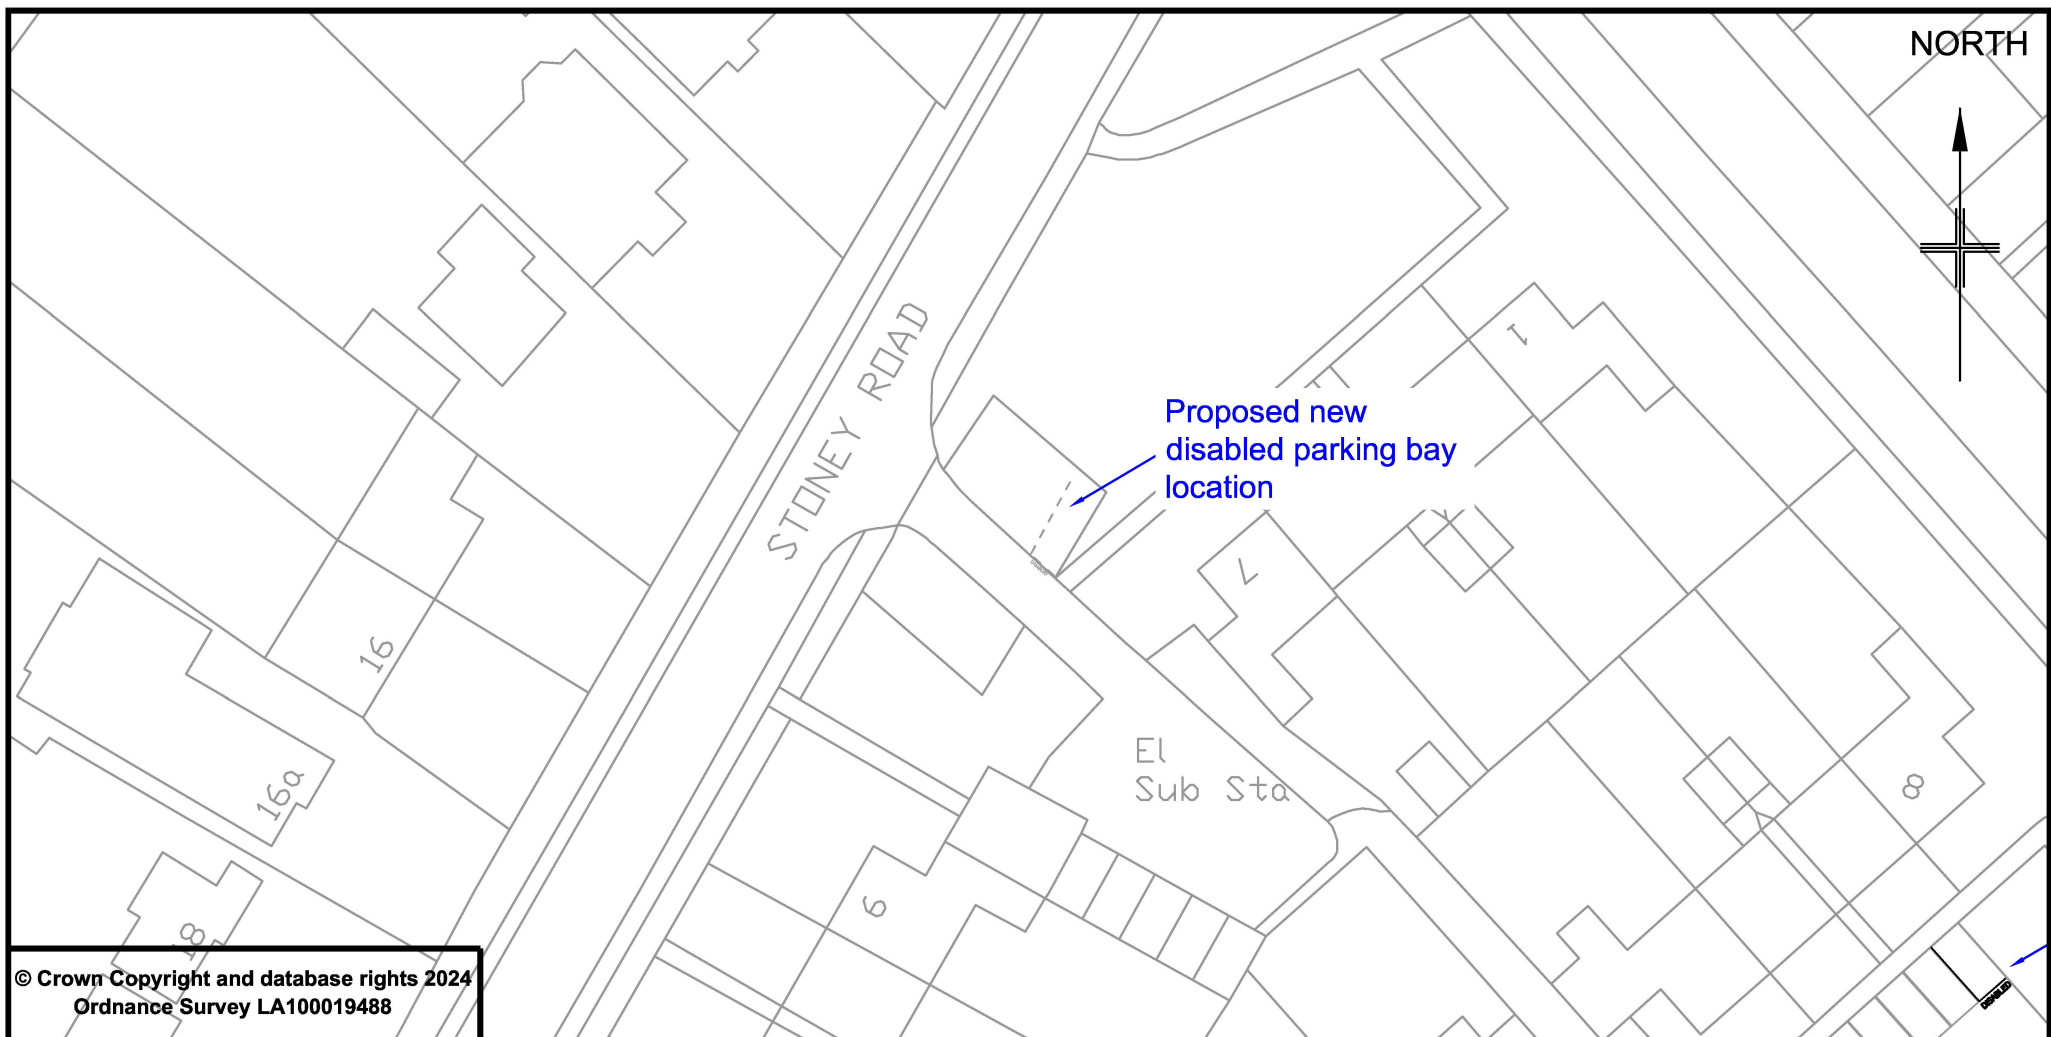 NORTH
STONEY ROAD
1
Proposed new
disabled parking bay
location
7
16
El
Sub Sta
16a
8
9
18
© Crown Copyright and database rights 2024
Ordnance Survey LA100019488
DISABLED